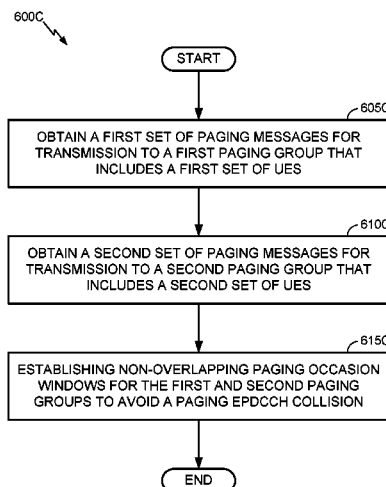 600C
START
605C
OBTAIN A FIRST SET OF PAGING MESSAGES FOR
TRANSMISSION TO A FIRST PAGING GROUP THAT
INCLUDES A FIRST SET OF UES
610C
OBTAIN A SECOND SET OF PAGING MESSAGES FOR
TRANSMISSION TO A SECOND PAGING GROUP THAT
INCLUDES A SECOND SET OF UES
615C
ESTABLISHING NON-OVERLAPPING PAGING OCCASION
WINDOWS FOR THE FIRST AND SECOND PAGING
GROUPS TO AVOID A PAGING EPDCCH COLLISION
END